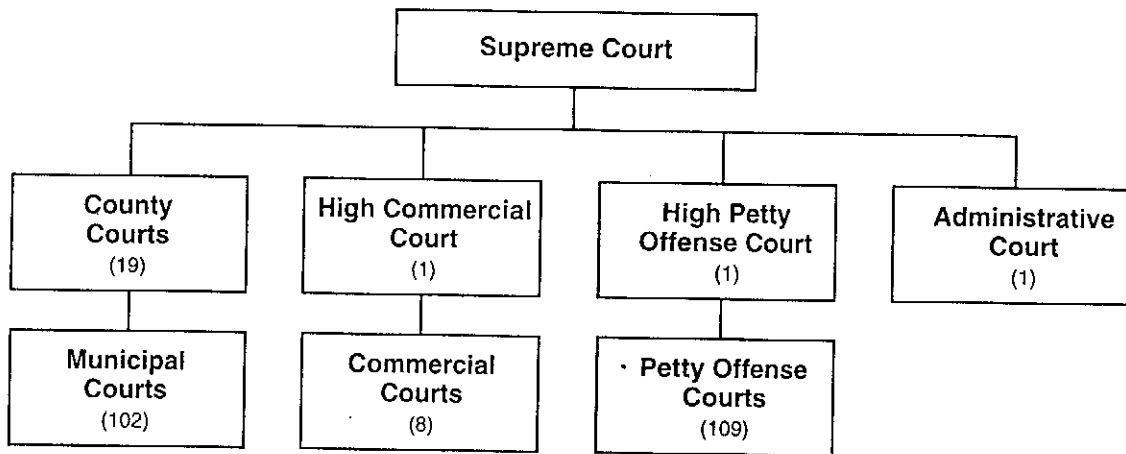 Supreme Court
County
Courts
(19)
High Commercial
Court
(1)
High Petty
Offense Court
(1)
Administrative
Court
(1)
Municipal
Courts
(102)
Commercial
Courts
(8)
Petty Offense
Courts
(109)